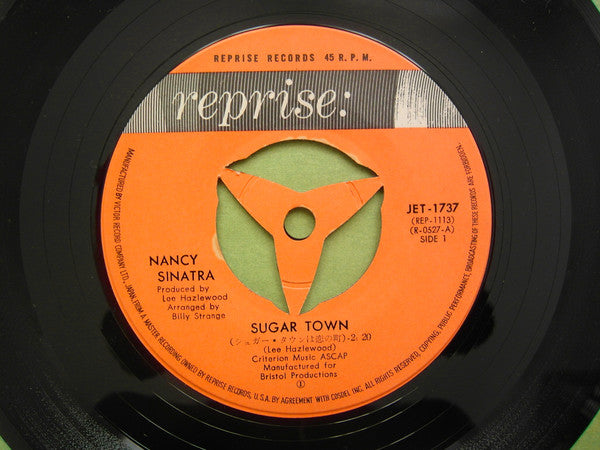 REPRISE RECORDS 45 R.P.M.
reprise:
JET-1737
(REP-1113)
(R-0527-A)
SIDE 1
NANCY
SINATRA
Produced by
Lee Hazlewood
Arranged by
Billy Strange
SUGAR TOWN
(シュガー・タウンは恋の町)-2:20
(Lee Hazlewood)
Criterion Music ASCAP
Manufactured for
Bristol Productions
Ⓛ
MANUFACTURED BY VICTOR RECORD COMPANY LTD., JAPAN. FROM A MASTER RECORDING OWNED BY REPRISE RECORDS, U.S.A. BY AGREEMENT WITH COSDEL INC. ALL RIGHTS RESERVED, COPYING, PUBLIC PERFORMANCE, BROADCASTING OF THESE RECORDS ARE FORBIDDEN.